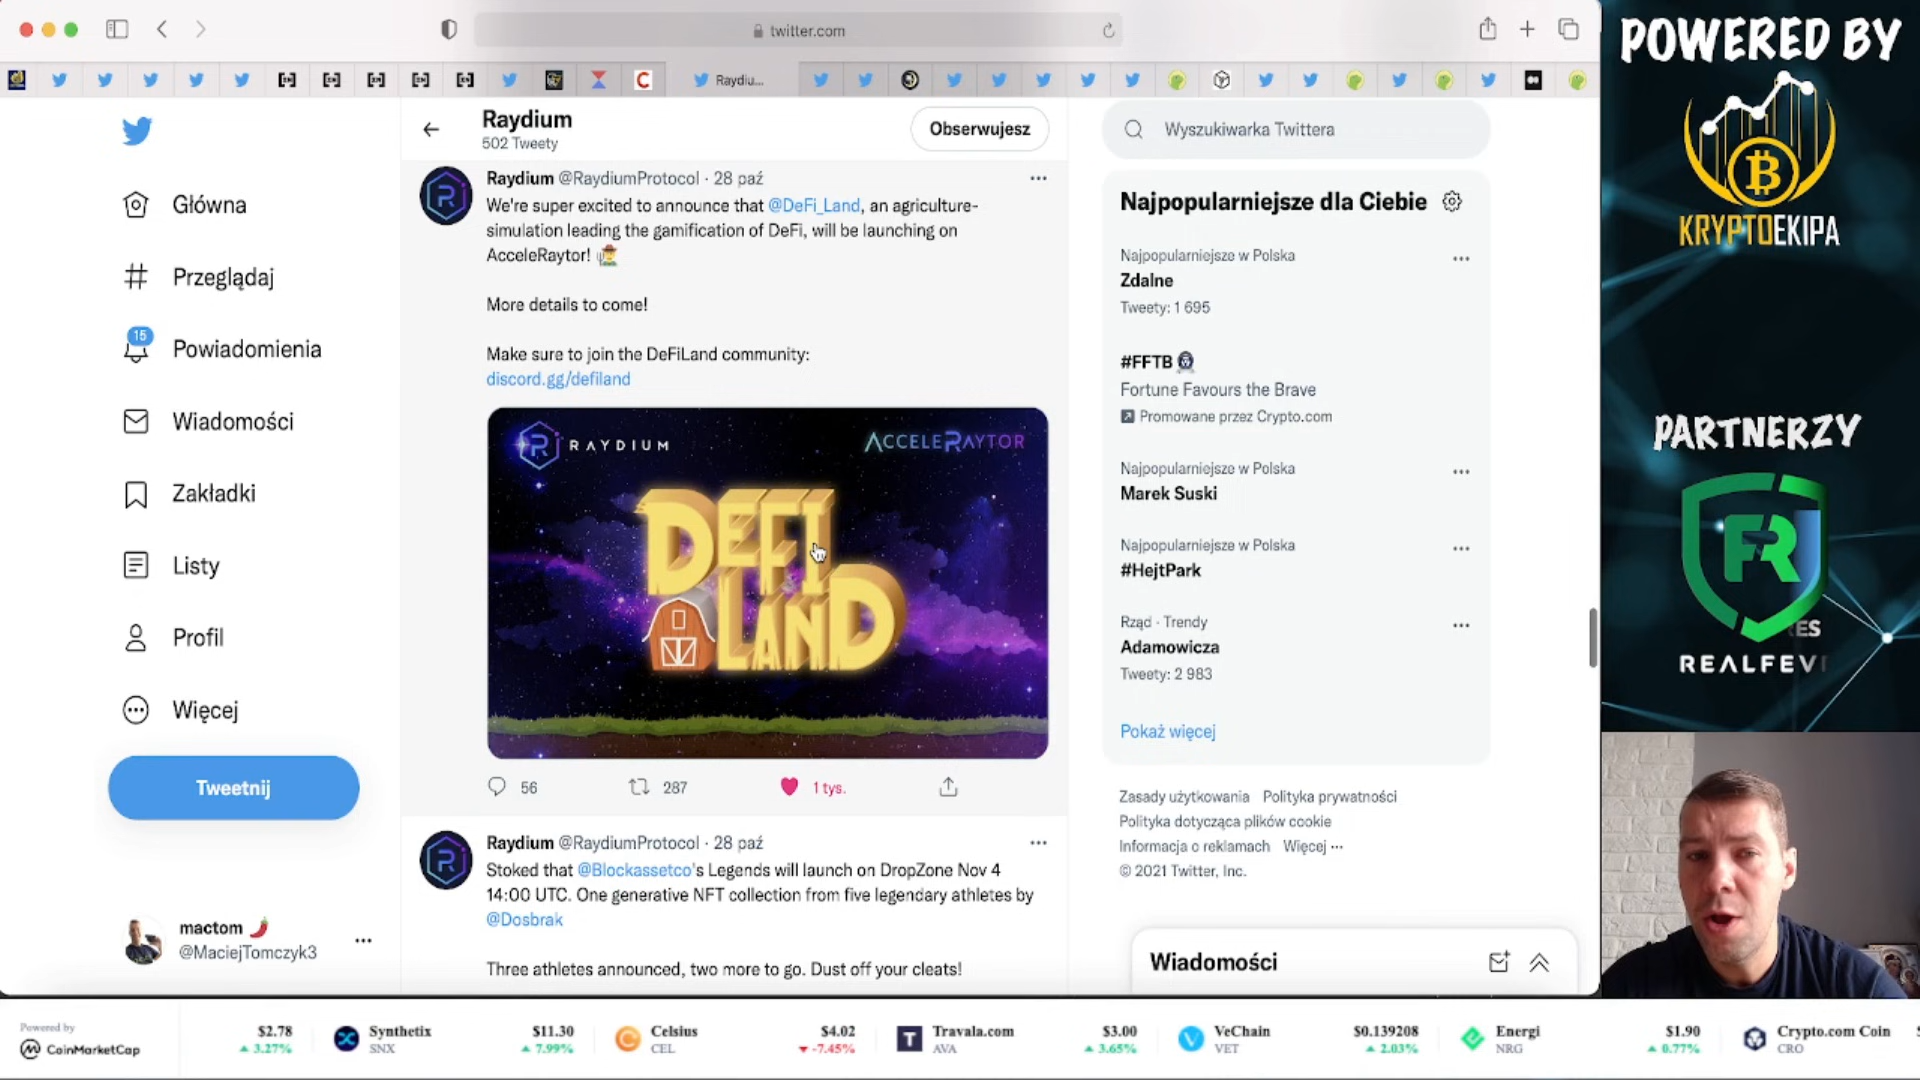 twitter.com
Raydiu...
POWERED BY
KRYPTOEKIPA
PARTNERZY
REALFEV
Główna
Przeglądaj
15
Powiadomienia
Wiadomości
Zakładki
Listy
Profil
Więcej
Tweetnij
mactom
@MaciejTomczyk3
Raydium
502 Tweety
Obserwujesz
Raydium @RaydiumProtocol · 28 paź
We're super excited to announce that @DeFi_Land, an agriculture-
simulation leading the gamification of DeFi, will be launching on
AcceleRaytor!
More details to come!
Make sure to join the DeFiLand community:
discord.gg/defiland
RAYDIUM
ACCELERAYTOR
DEFI
LAND
56
287
1 tys.
Raydium @RaydiumProtocol · 28 paź
Stoked that @Blockassetco's Legends will launch on DropZone Nov 4
14:00 UTC. One generative NFT collection from five legendary athletes by
@Dosbrak
Three athletes announced, two more to go. Dust off your cleats!
Wyszukiwarka Twittera
Najpopularniejsze dla Ciebie
Najpopularniejsze w Polska
Zdalne
Tweety: 1 695
#FFTB
Fortune Favours the Brave
Promowane przez Crypto.com
Najpopularniejsze w Polska
Marek Suski
Najpopularniejsze w Polska
#HejtPark
Rząd · Trendy
Adamowicza
Tweety: 2 983
Pokaż więcej
Zasady użytkowania Polityka prywatności
Polityka dotycząca plików cookie
Informacja o reklamach Więcej ···
© 2021 Twitter, Inc.
Wiadomości
Powered by
CoinMarketCap
$2.78
3.27%
Synthetix
SNX
$11.30
7.99%
Celsius
CEL
$4.02
-7.45%
Travala.com
AVA
$3.00
3.65%
VeChain
VET
$0.139208
2.03%
Energi
NRG
$1.90
0.77%
Crypto.com Coin
CRO